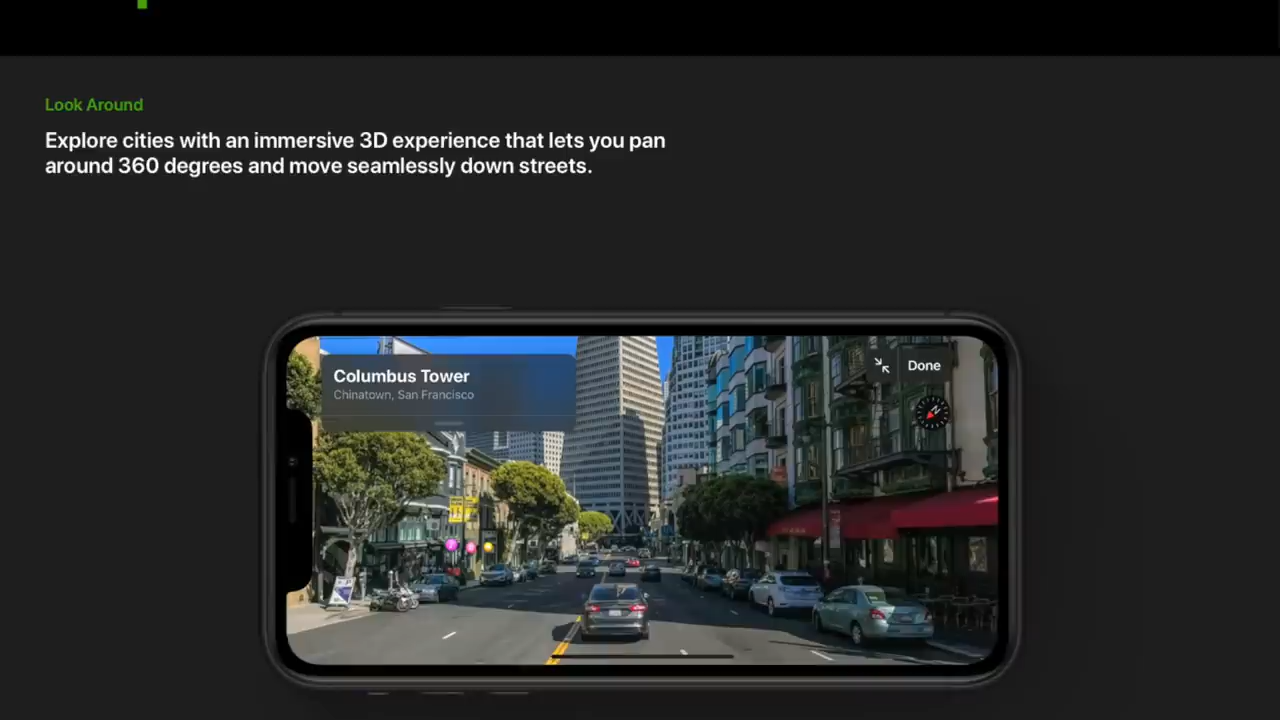 Look Around
Explore cities with an immersive 3D experience that lets you pan
around 360 degrees and move seamlessly down streets.
Columbus Tower
Chinatown, San Francisco
Done
N